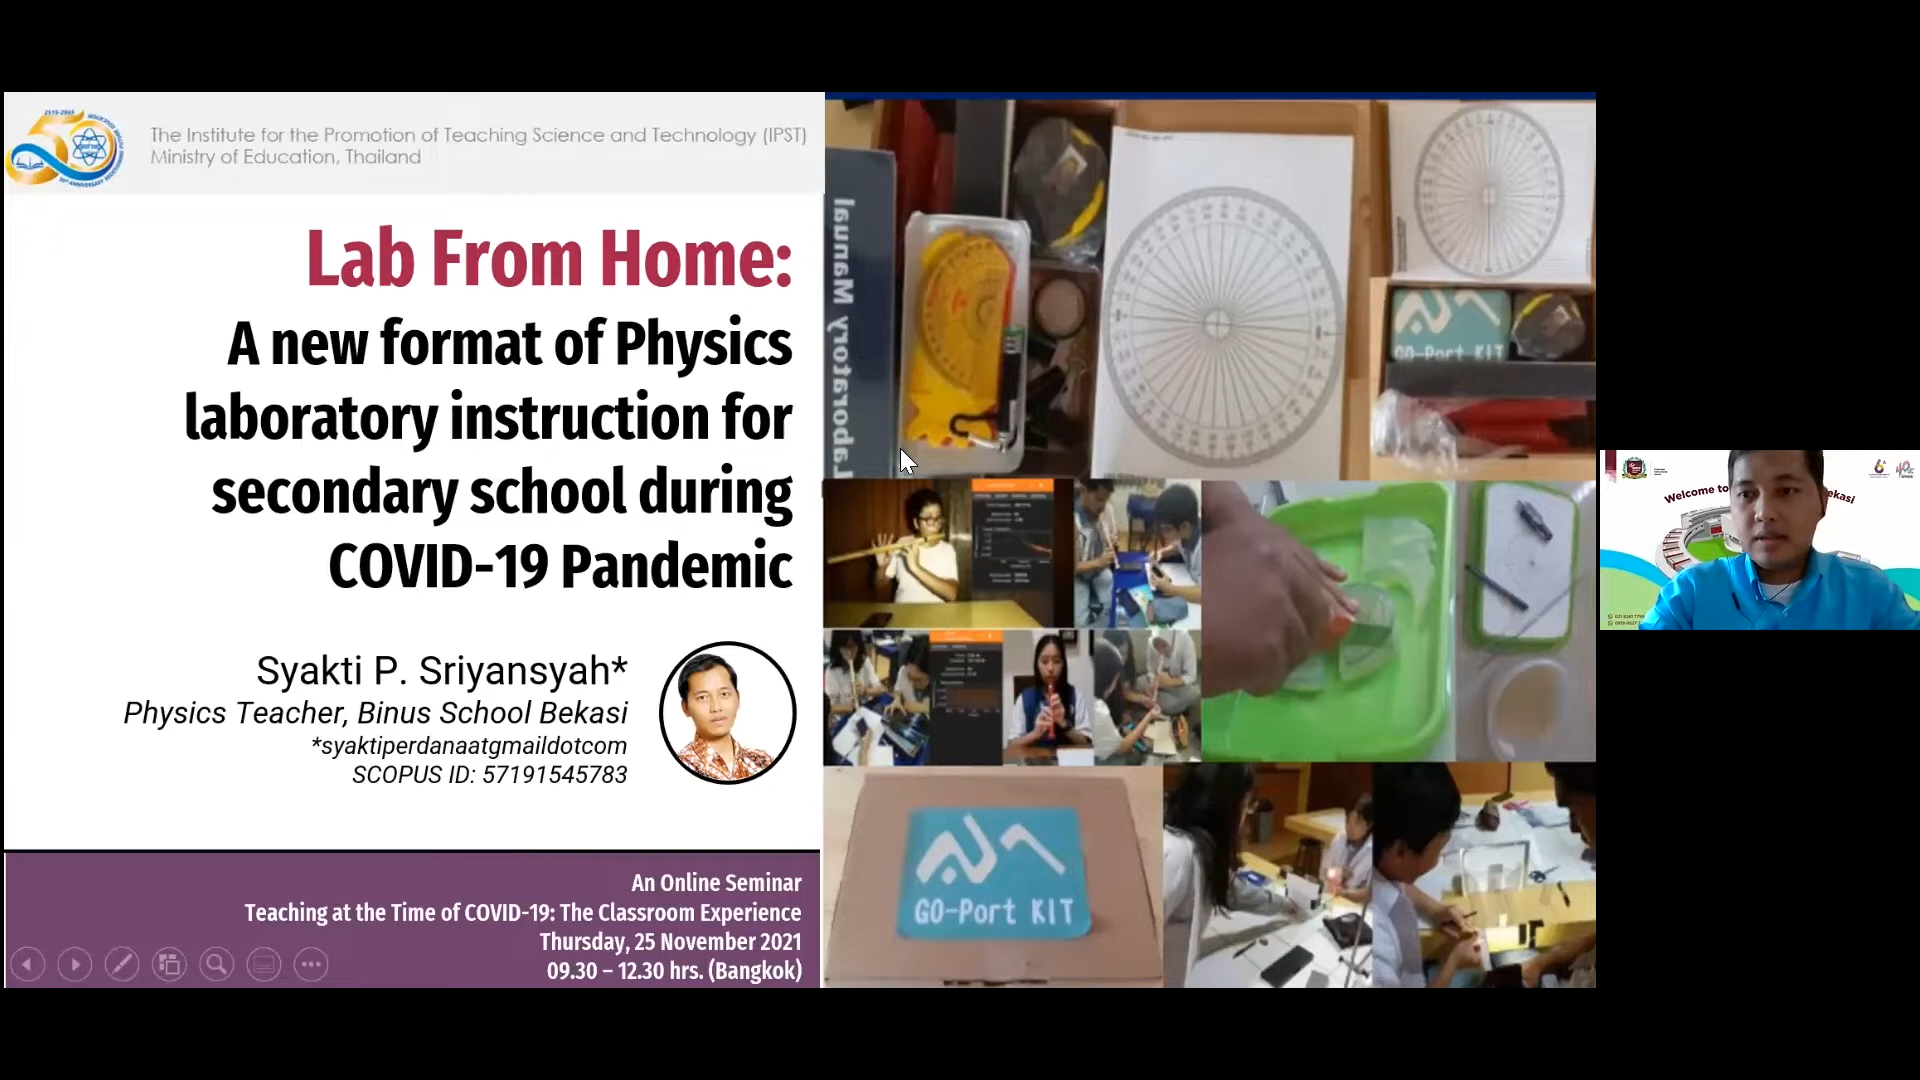 2515-2565
The Institute for the Promotion of Teaching Science and Technology (IPST)
Ministry of Education, Thailand
Lab From Home:
A new format of Physics
laboratory instruction for
secondary school during
COVID-19 Pandemic
Syakti P. Sriyansyah*
Physics Teacher, Binus School Bekasi
*syaktiperdanaatgmaildotcom
SCOPUS ID: 57191545783
An Online Seminar
Teaching at the Time of COVID-19: The Classroom Experience
Thursday, 25 November 2021
09.30 – 12.30 hrs. (Bangkok)
Laboratory Manual
GO-Port KIT
GO-Port KIT
Welcome to
ekasi